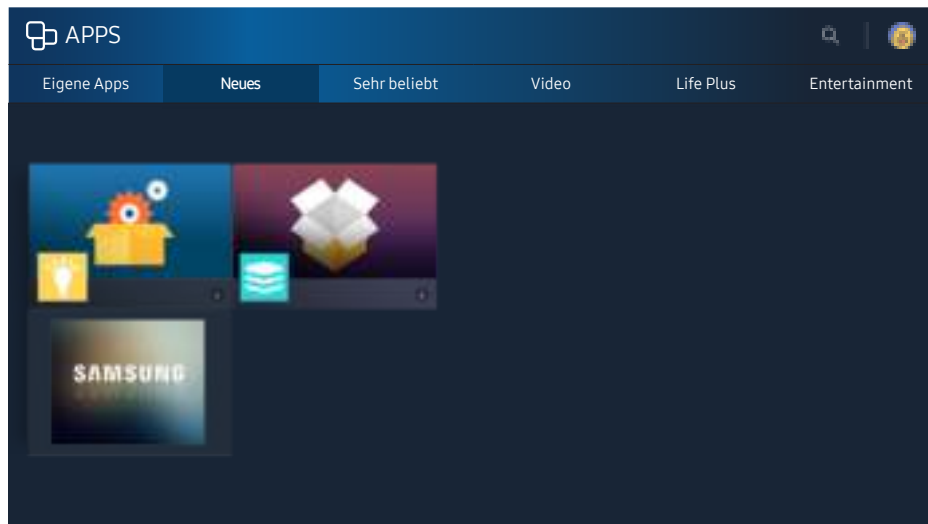 APPS
Eigene Apps Neues Sehr beliebt Video Life Plus Entertainment
SAMSUNG